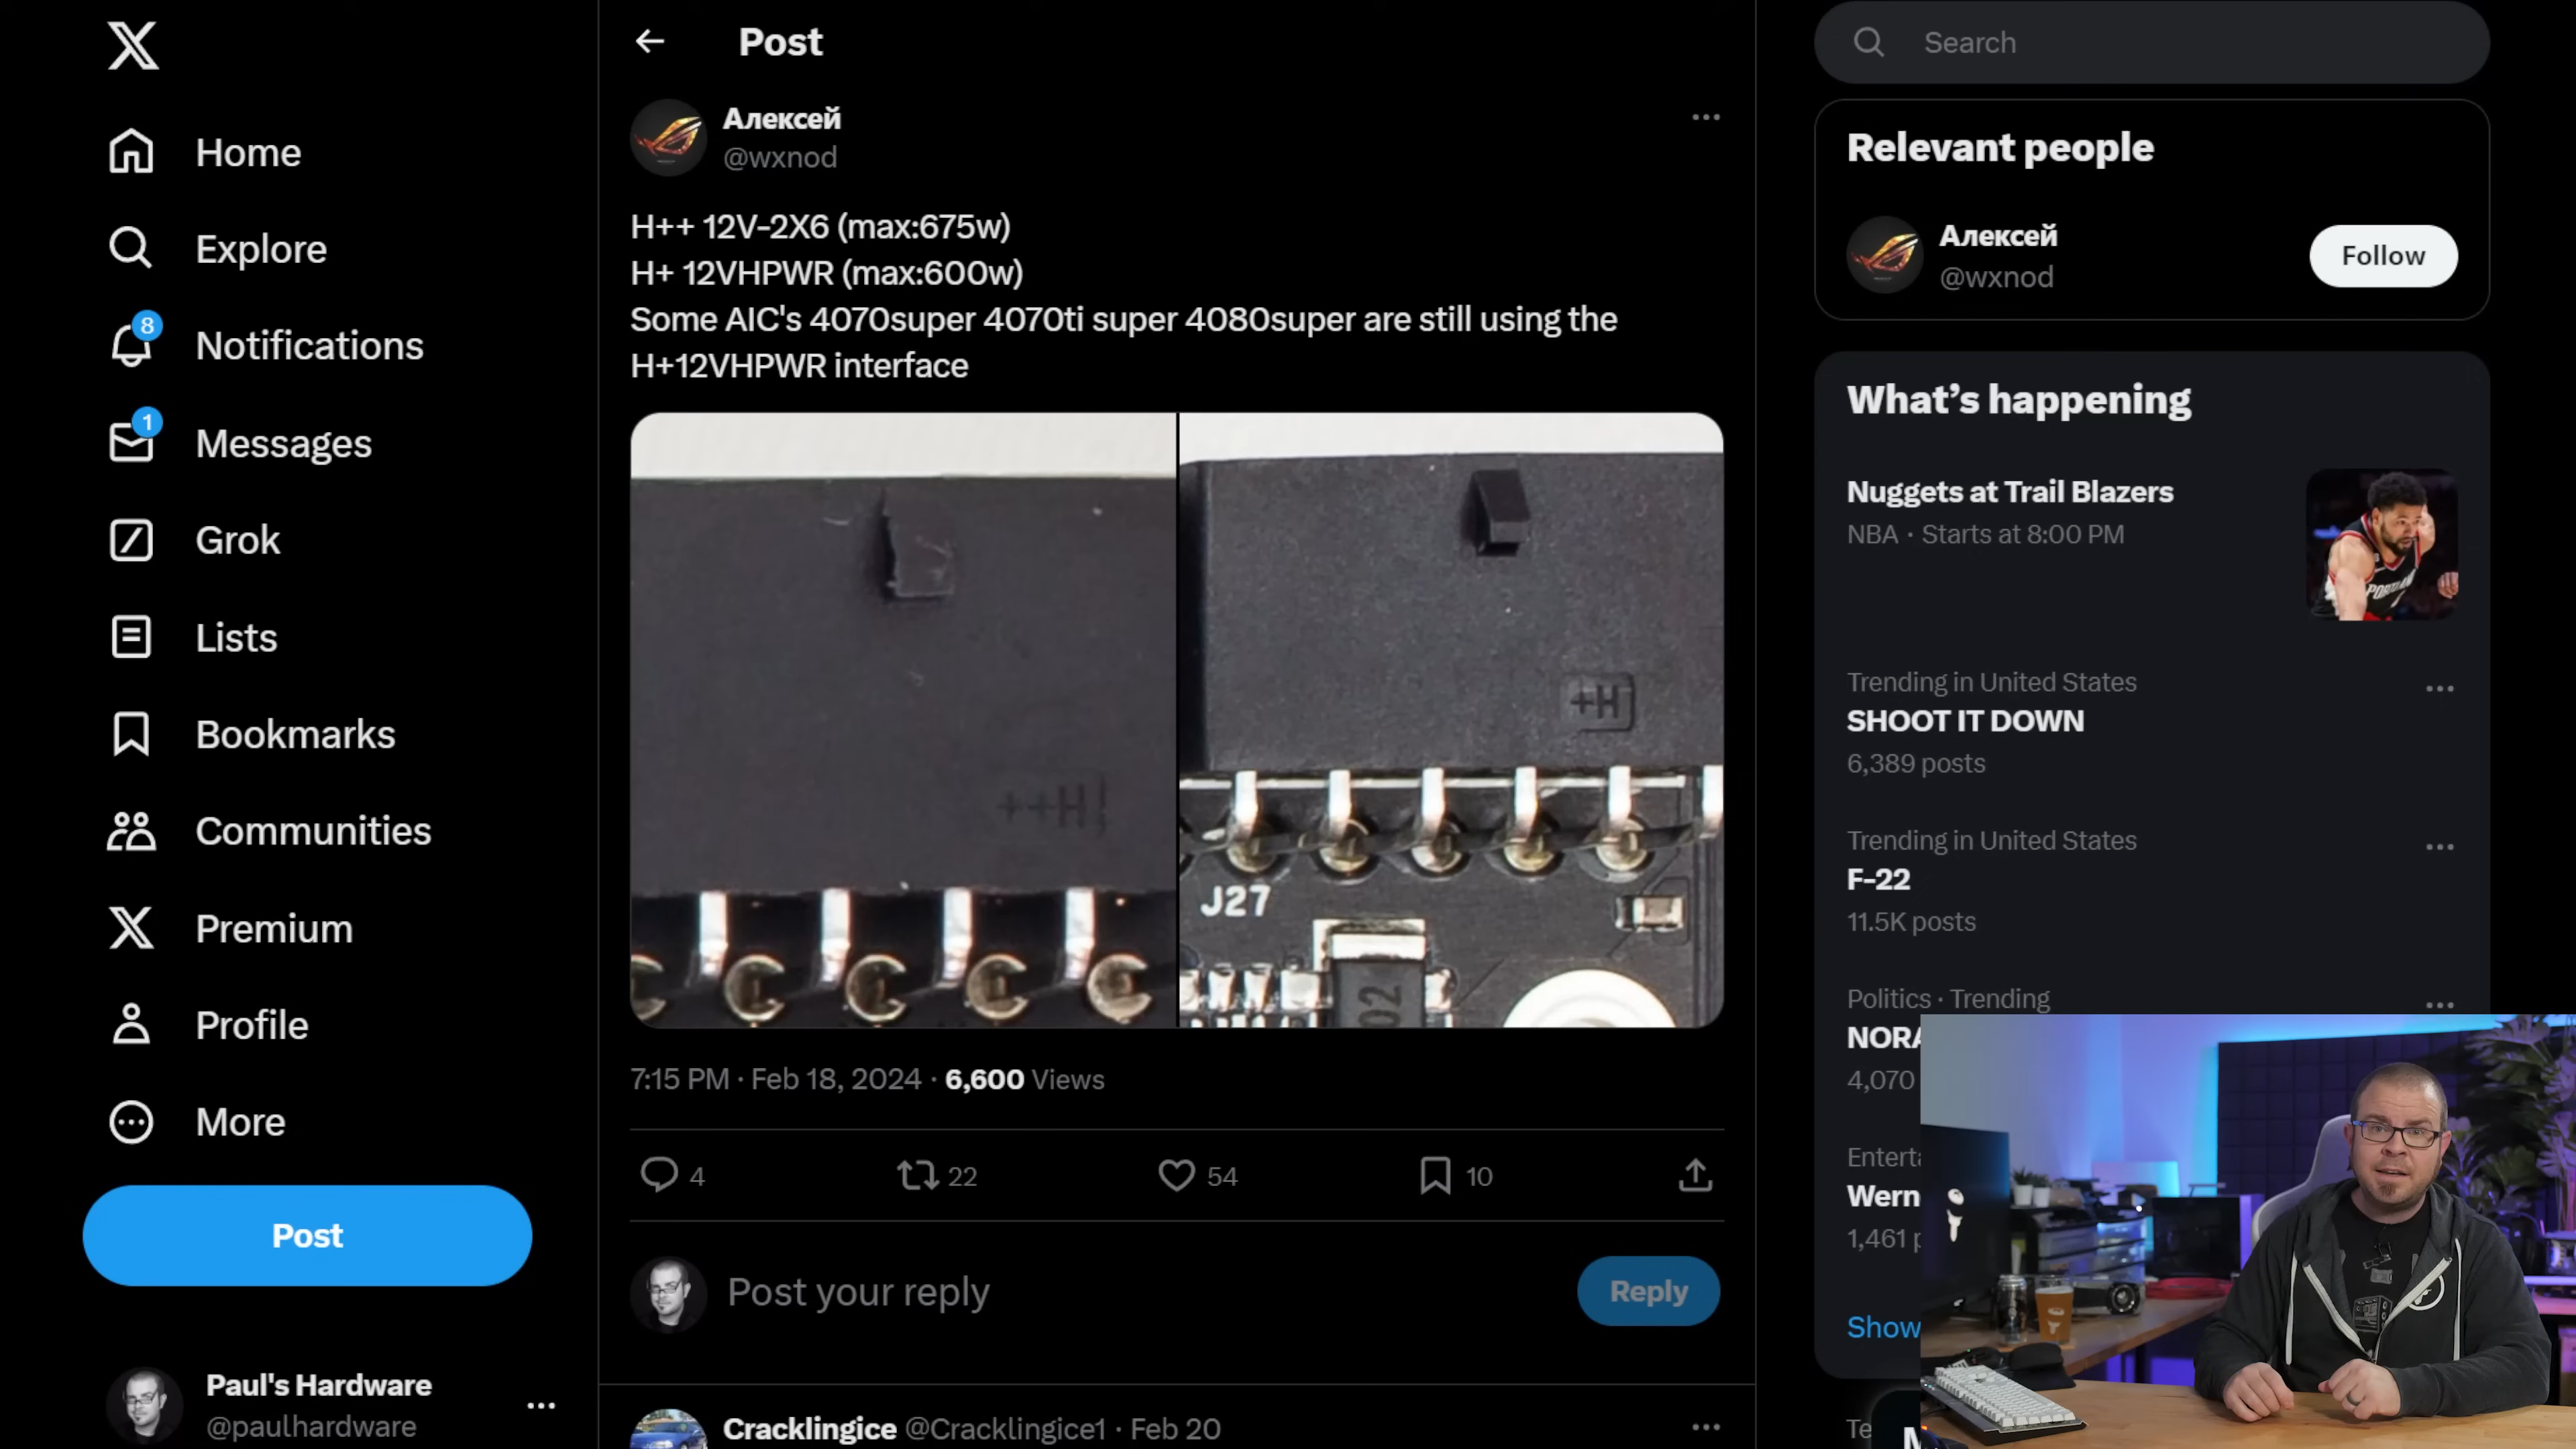 Home
Explore
8
Notifications
1
Messages
Grok
Lists
Bookmarks
Communities
Premium
Profile
More
Post
Paul's Hardware
@paulhardware
Post
Алексей
@wxnod
H++ 12V-2X6 (max:675w)
H+ 12VHPWR (max:600w)
Some AIC's 4070super 4070ti super 4080super are still using the
H+12VHPWR interface
++H
+H
J27
02
7:15 PM · Feb 18, 2024 · 6,600 Views
4
22
54
10
Post your reply
Reply
Cracklingice @Cracklingice1 · Feb 20
Search
Relevant people
Алексей
@wxnod
Follow
What's happening
Nuggets at Trail Blazers
NBA · Starts at 8:00 PM
Trending in United States
SHOOT IT DOWN
6,389 posts
Trending in United States
F-22
11.5K posts
Politics · Trending
4,070
Show